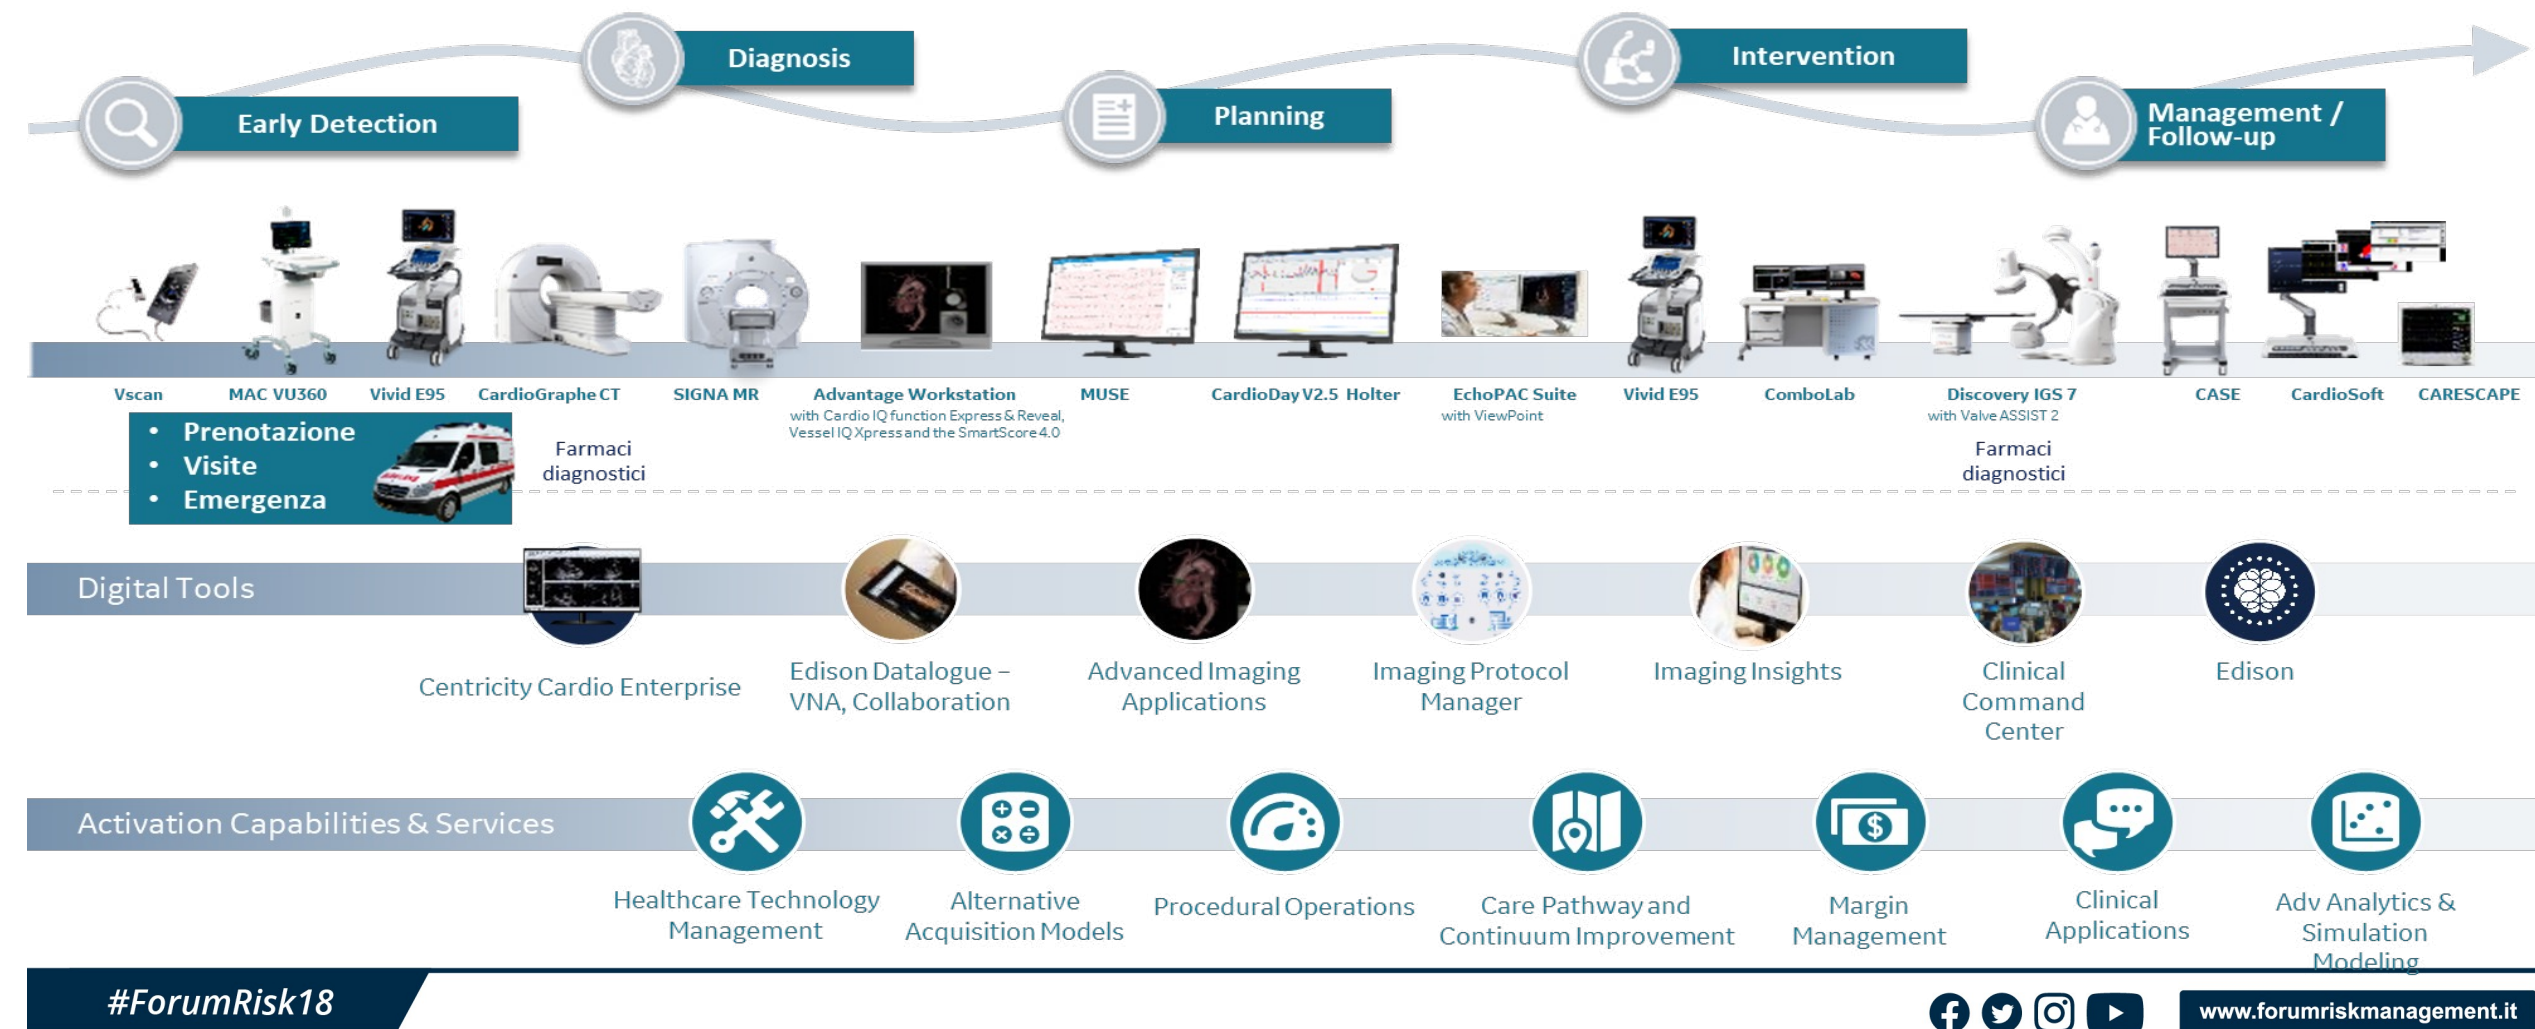 Early Detection
Diagnosis
Planning
Intervention
Management /
Follow-up
Vscan
MAC VU360
Vivid E95
CardioGraphe CT
SIGNA MR
Advantage Workstation
with Cardio IQ function Express & Reveal,
Vessel IQ Xpress and the SmartScore 4.0
MUSE
CardioDay V2.5 Holter
EchoPAC Suite
with ViewPoint
Vivid E95
ComboLab
Discovery IGS 7
with Valve ASSIST 2
CASE
CardioSoft
CARESCAPE
• Prenotazione
• Visite
• Emergenza
Farmaci
diagnostici
Farmaci
diagnostici
Digital Tools
Centricity Cardio Enterprise
Edison Datalogue –
VNA, Collaboration
Advanced Imaging
Applications
Imaging Protocol
Manager
Imaging Insights
Clinical
Command
Center
Edison
Activation Capabilities & Services
Healthcare Technology
Management
Alternative
Acquisition Models
Procedural Operations
Care Pathway and
Continuum Improvement
Margin
Management
Clinical
Applications
Adv Analytics &
Simulation
Modeling
#ForumRisk18
www.forumriskmanagement.it